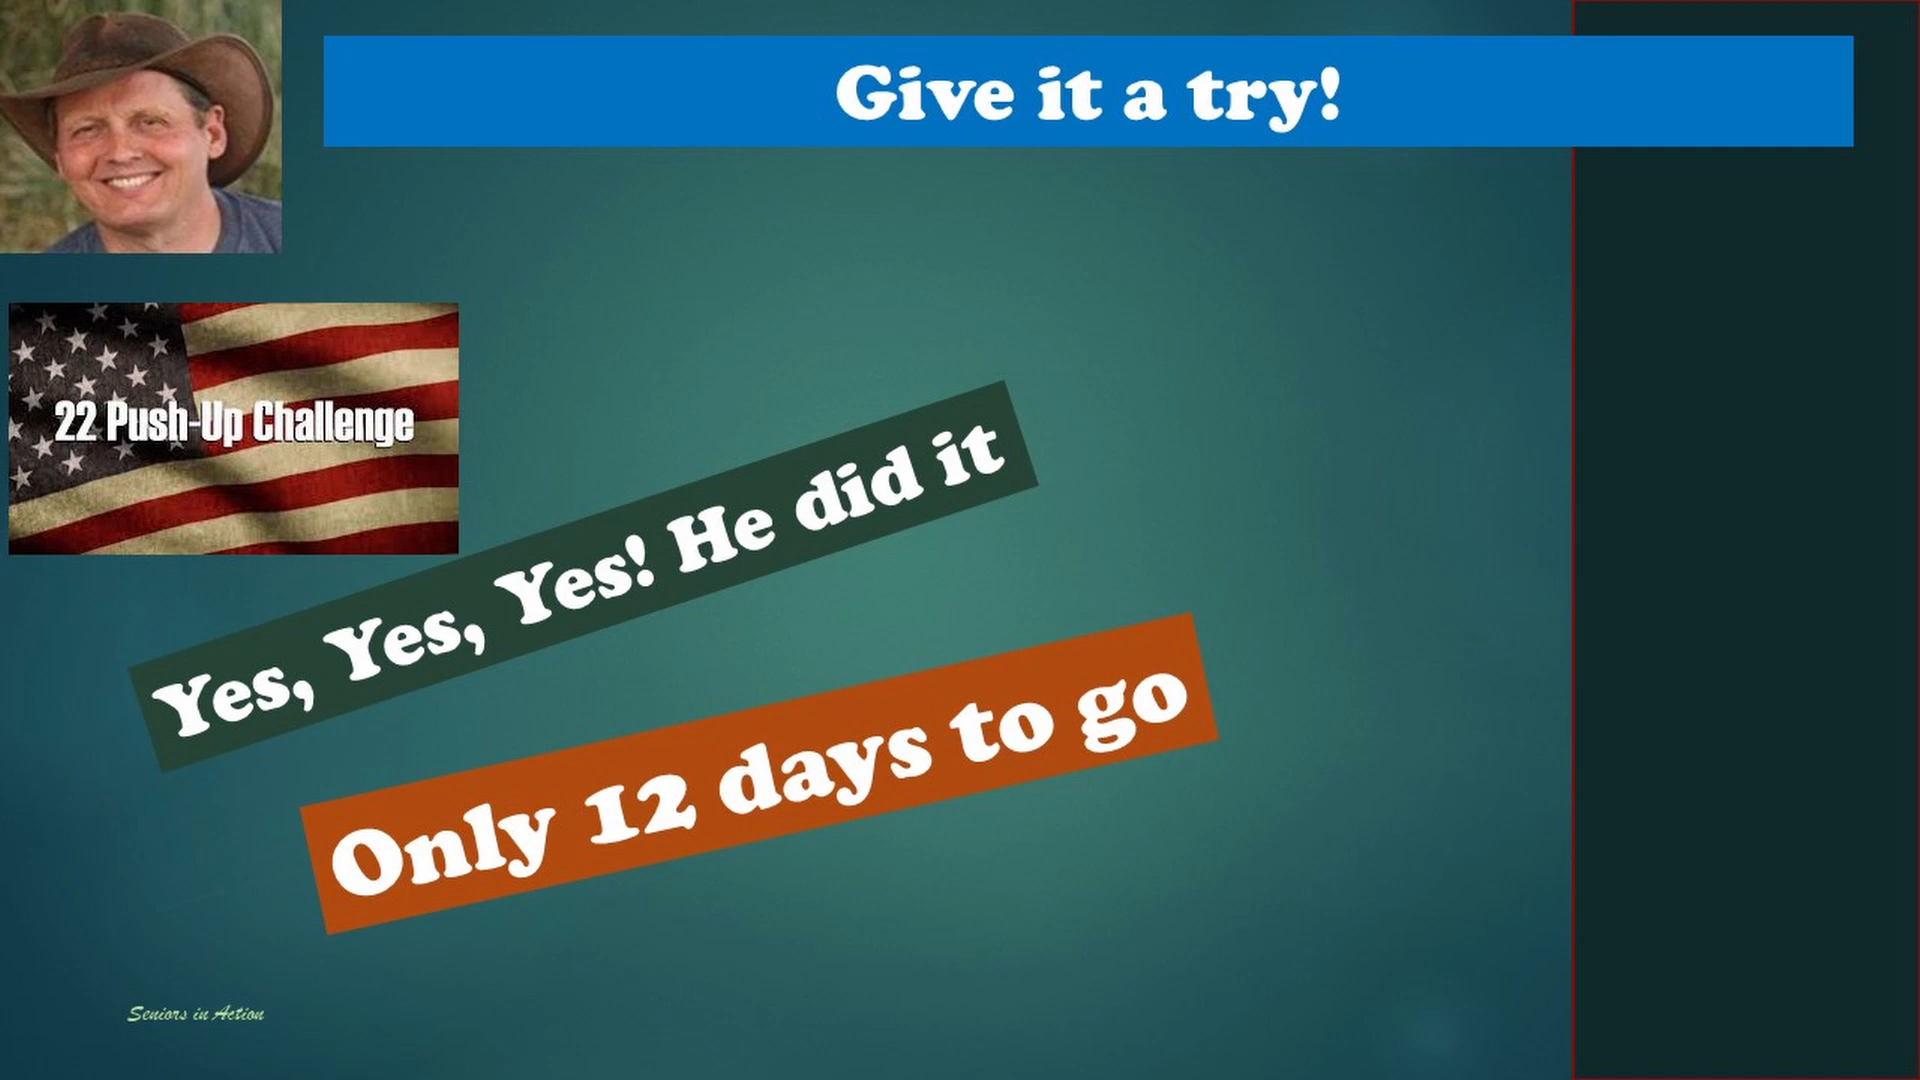 Give it a try!
22 Push-Up Challenge
Yes, Yes, Yes! He did it
Only 12 days to go
Seniors in Action